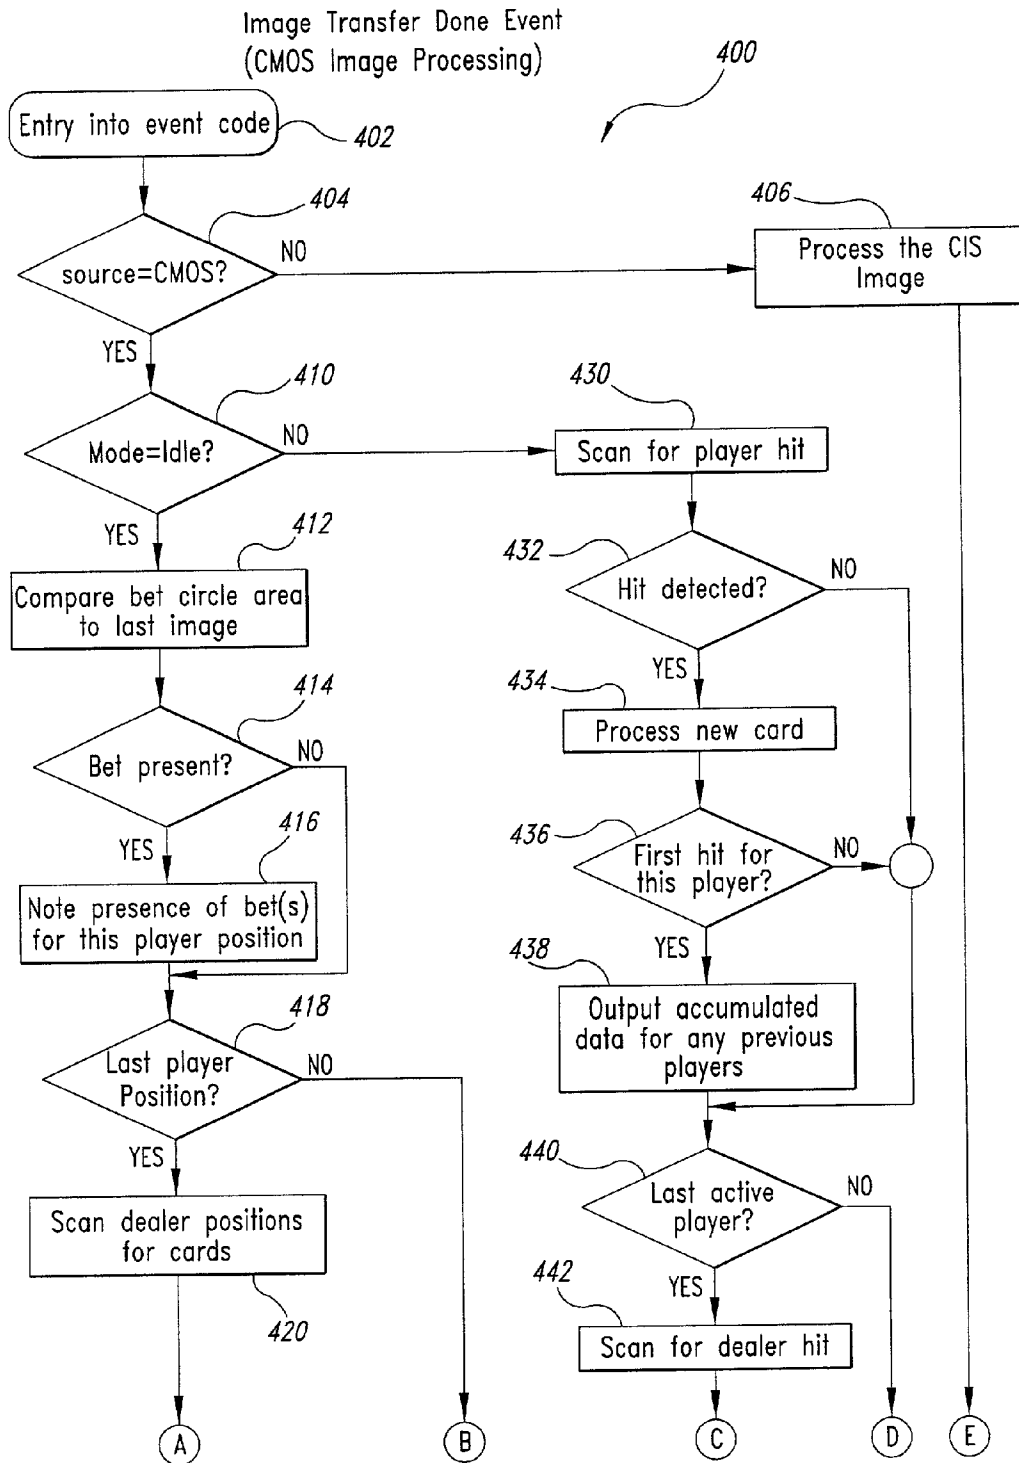 Image Transfer Done Event
(CMOS Image Processing)
400
Entry into event code
402
404
source=CMOS?
NO
YES
406
Process the CIS
Image
410
Mode=Idle?
NO
YES
430
Scan for player hit
412
Compare bet circle area
to last image
432
Hit detected?
NO
YES
414
Bet present?
NO
YES
434
Process new card
416
Note presence of bet(s)
for this player position
436
First hit for
this player?
NO
YES
418
Last player
Position?
NO
YES
438
Output accumulated
data for any previous
players
440
Last active
player?
NO
YES
Scan dealer positions
for cards
420
442
Scan for dealer hit
A
B
C
D
E